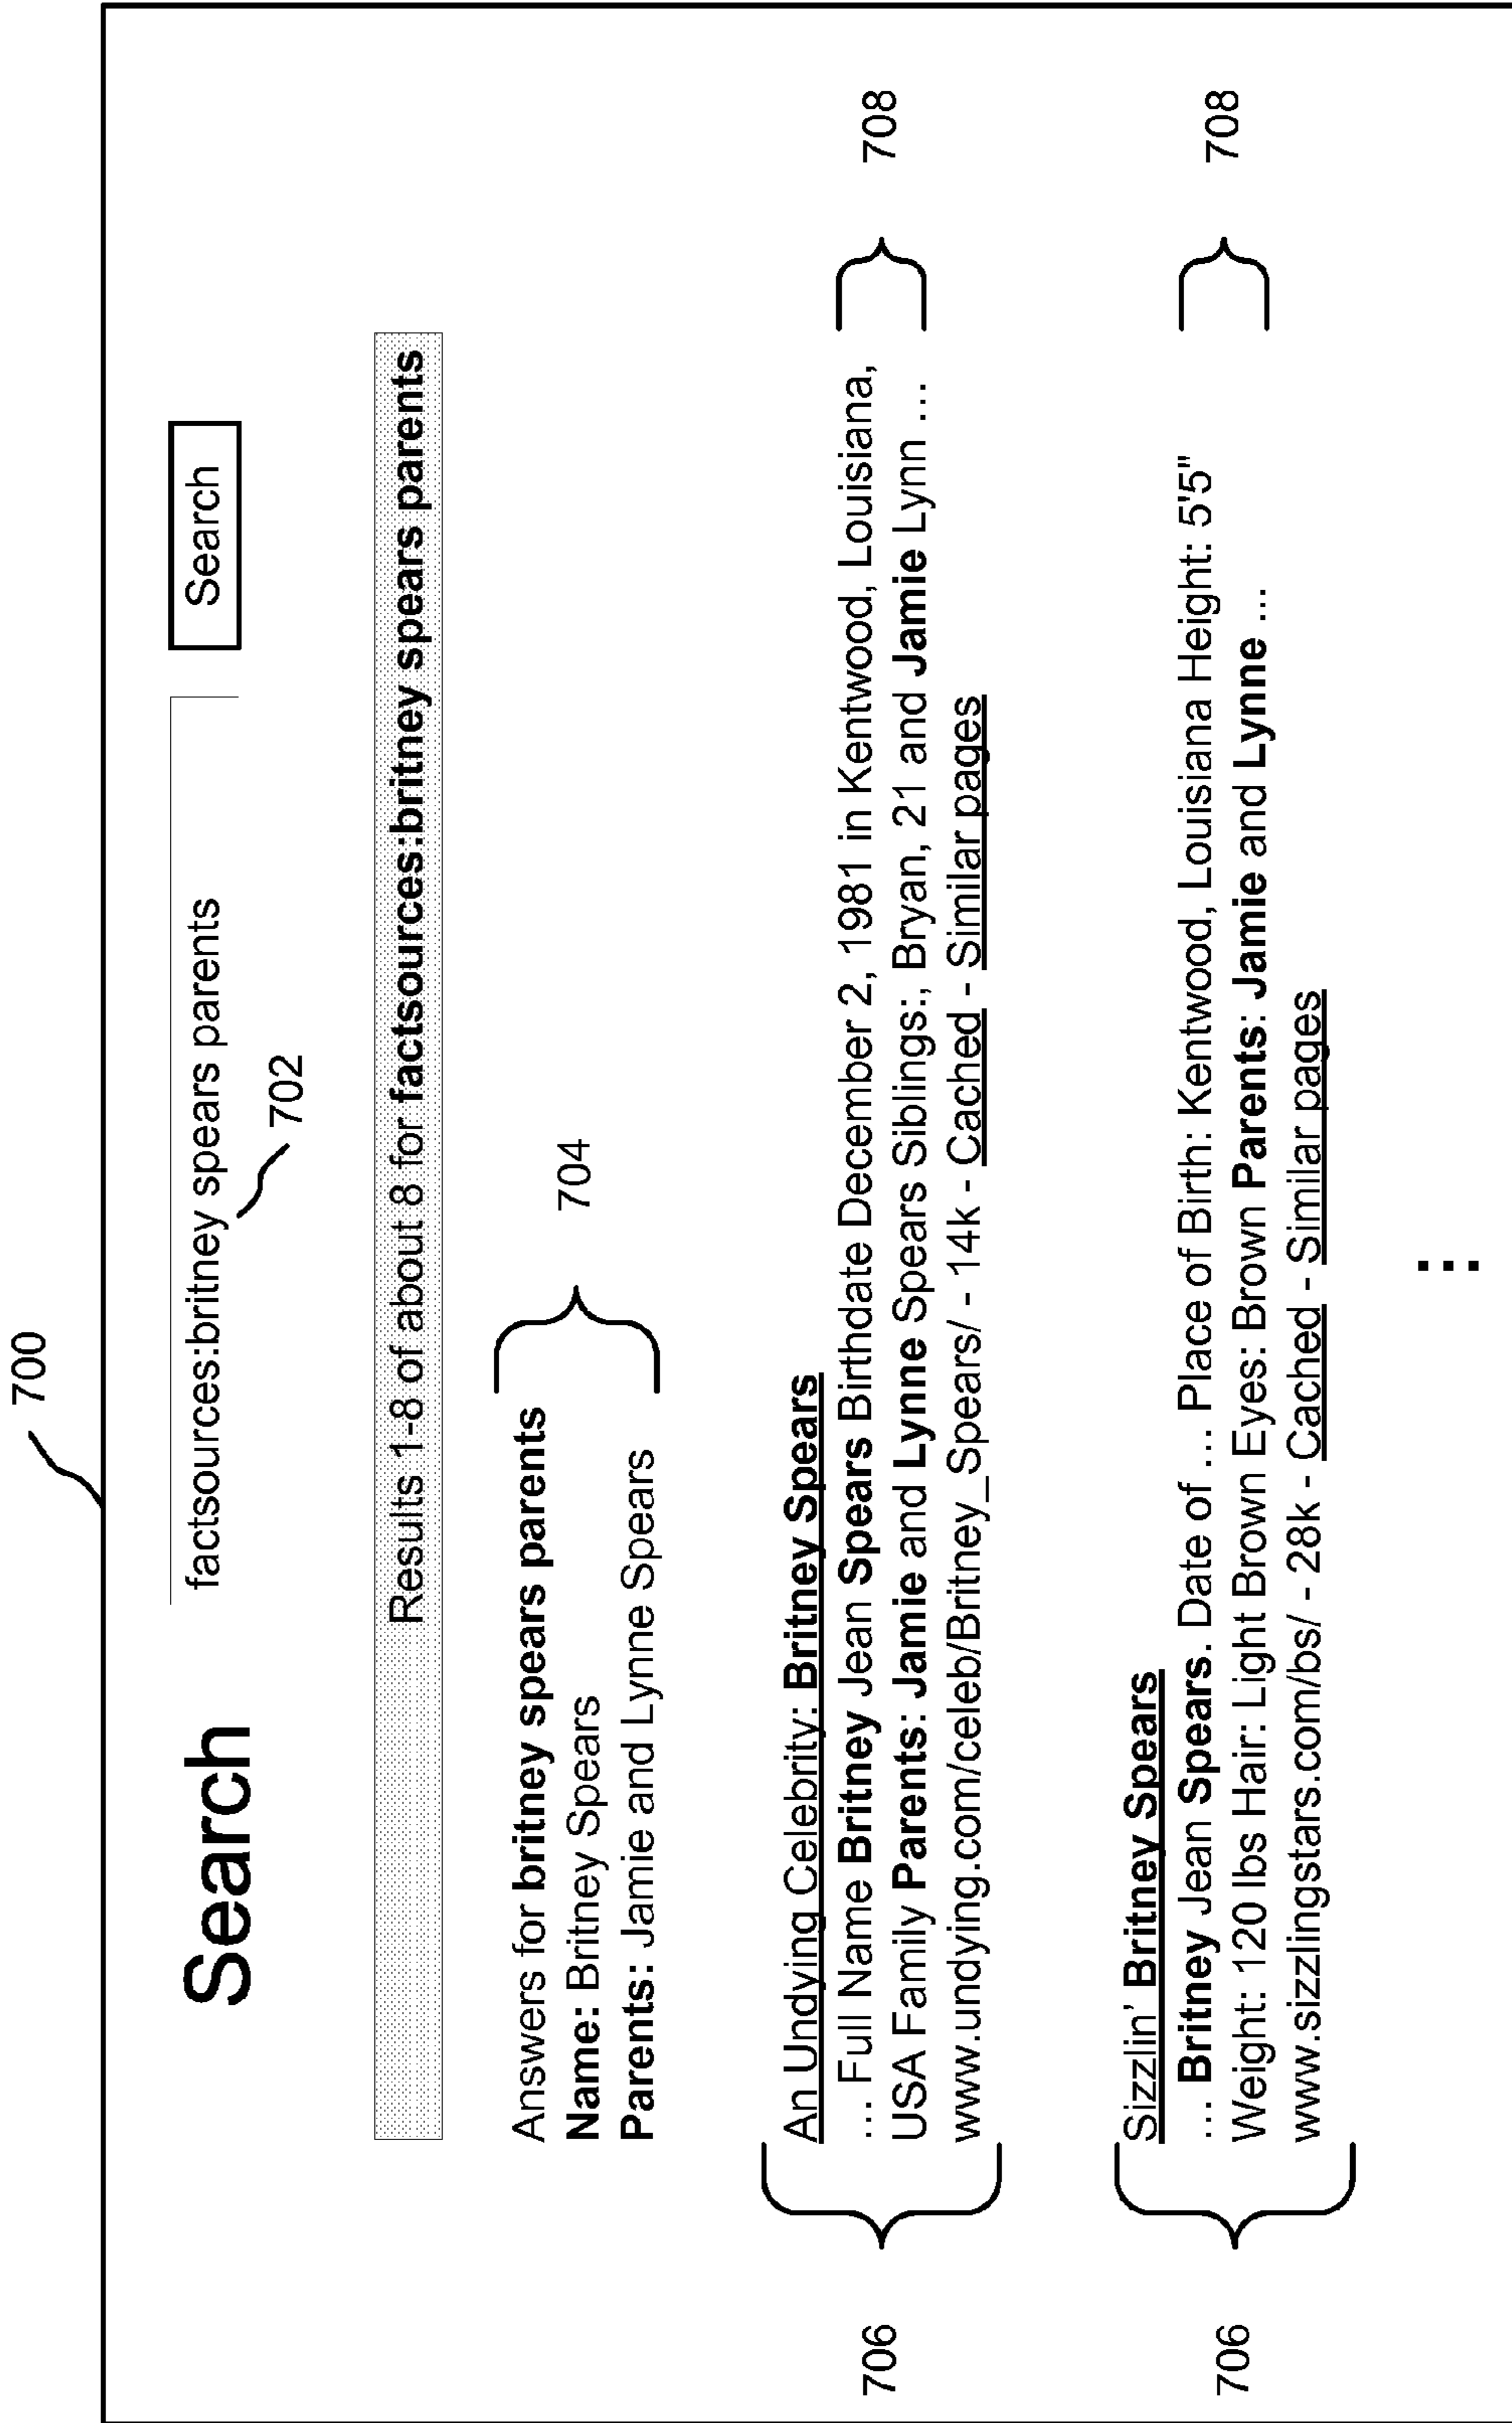 700
Search factsources:britney spears parents Search
702
Results 1-8 of about 8 for factsources:britney spears parents
Answers for britney spears parents
Name: Britney Spears
Parents: Jamie and Lynne Spears
704
An Undying Celebrity: Britney Spears
... Full Name Britney Jean Spears Birthdate December 2, 1981 in Kentwood, Louisiana,
USA Family Parents: Jamie and Lynne Spears Siblings:, Bryan, 21 and Jamie Lynn ...
www.undying.com/celeb/Britney_Spears/ - 14k - Cached - Similar pages
706
708
Sizzlin' Britney Spears
... Britney Jean Spears. Date of ... Place of Birth: Kentwood, Louisiana Height: 5'5"
Weight: 120 lbs Hair: Light Brown Eyes: Brown Parents: Jamie and Lynne ...
www.sizzlingstars.com/bs/ - 28k - Cached - Similar pages
706
708
...